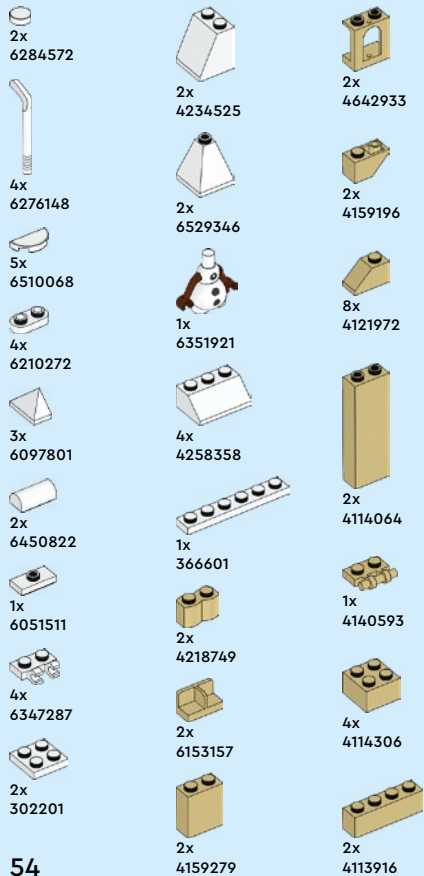 2x
6284572
4x
6276148
5x
6510068
4x
6210272
3x
6097801
2x
6450822
1x
6051511
4x
6347287
2x
302201
2x
4234525
2x
6529346
1x
6351921
4x
4258358
1x
366601
2x
4218749
2x
6153157
2x
4159279
2x
4642933
2x
4159196
8x
4121972
2x
4114064
1x
4140593
4x
4114306
2x
4113916
54